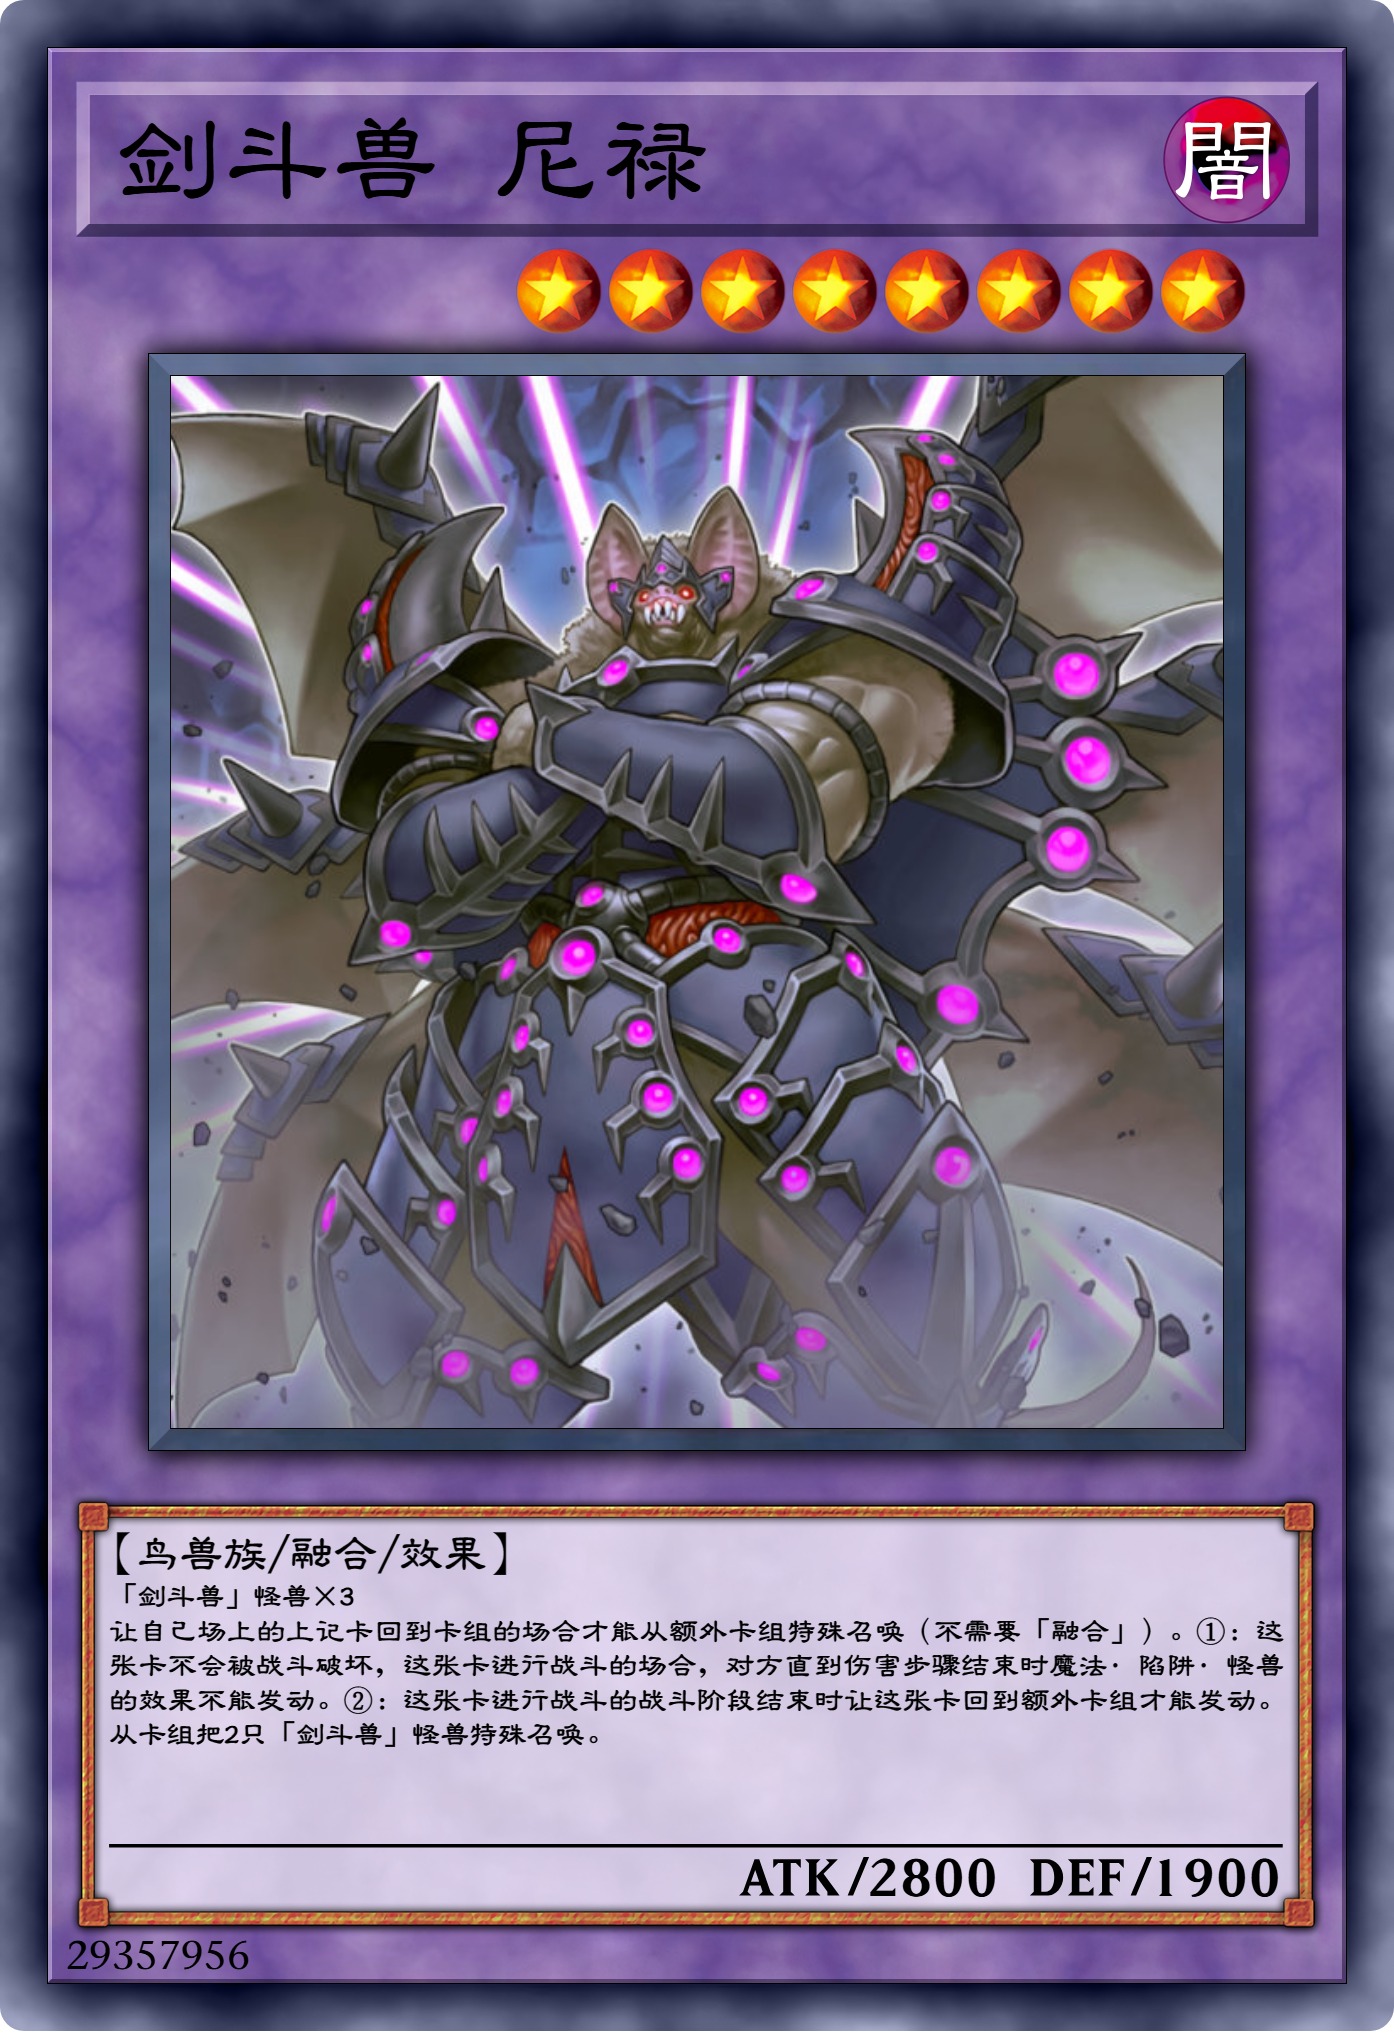 剑斗兽 尼禄
闇
【鸟兽族/融合/效果】
「剑斗兽」怪兽×3
让自己场上的上记卡回到卡组的场合才能从额外卡组特殊召唤（不需要「融合」）。①：这
张卡不会被战斗破坏，这张卡进行战斗的场合，对方直到伤害步骤结束时魔法·陷阱·怪兽
的效果不能发动。②：这张卡进行战斗的战斗阶段结束时让这张卡回到额外卡组才能发动。
从卡组把2只「剑斗兽」怪兽特殊召唤。
ATK/2800 DEF/1900
29357956